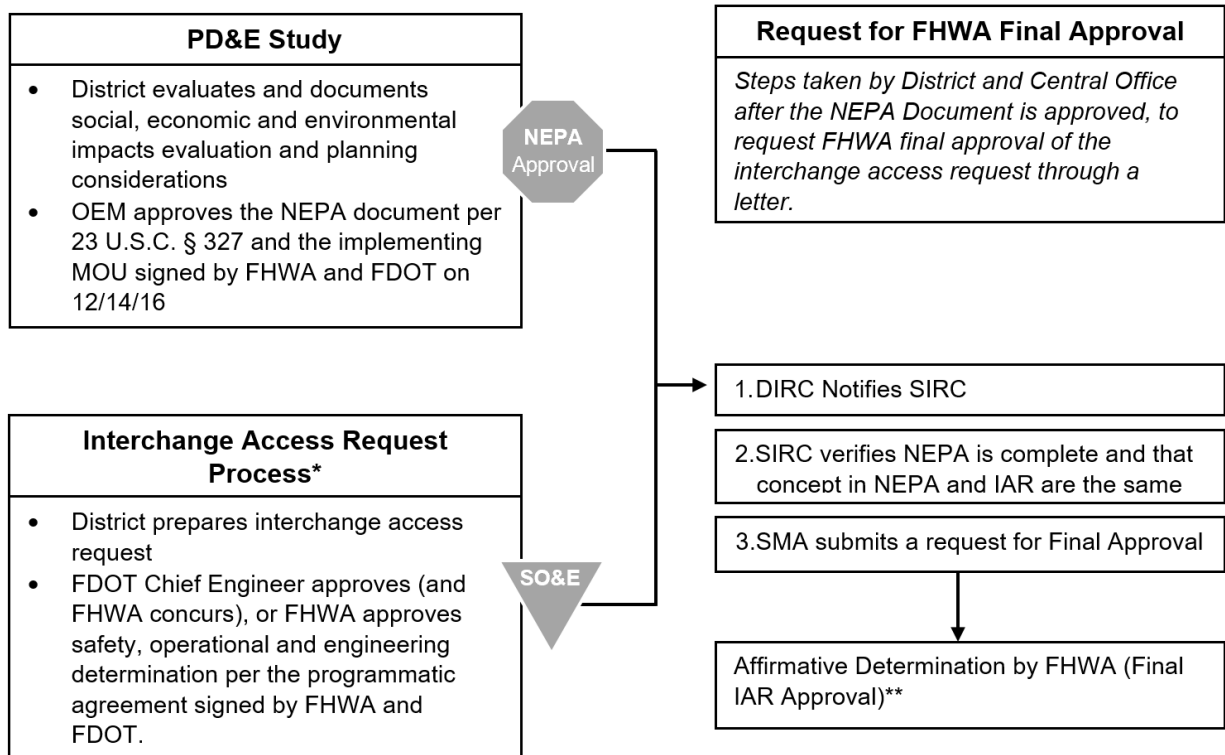 PD&E Study
• District evaluates and documents
social, economic and environmental
impacts evaluation and planning
considerations
• OEM approves the NEPA document per
23 U.S.C. § 327 and the implementing
MOU signed by FHWA and FDOT on
12/14/16
NEPA
Approval
Interchange Access Request
Process*
• District prepares interchange access
request
• FDOT Chief Engineer approves (and
FHWA concurs), or FHWA approves
safety, operational and engineering
determination per the programmatic
agreement signed by FHWA and
FDOT.
SO&E
Request for FHWA Final Approval
Steps taken by District and Central Office
after the NEPA Document is approved, to
request FHWA final approval of the
interchange access request through a
letter.
1.DIRC Notifies SIRC
2.SIRC verifies NEPA is complete and that
concept in NEPA and IAR are the same
3.SMA submits a request for Final Approval
Affirmative Determination by FHWA (Final
IAR Approval)**